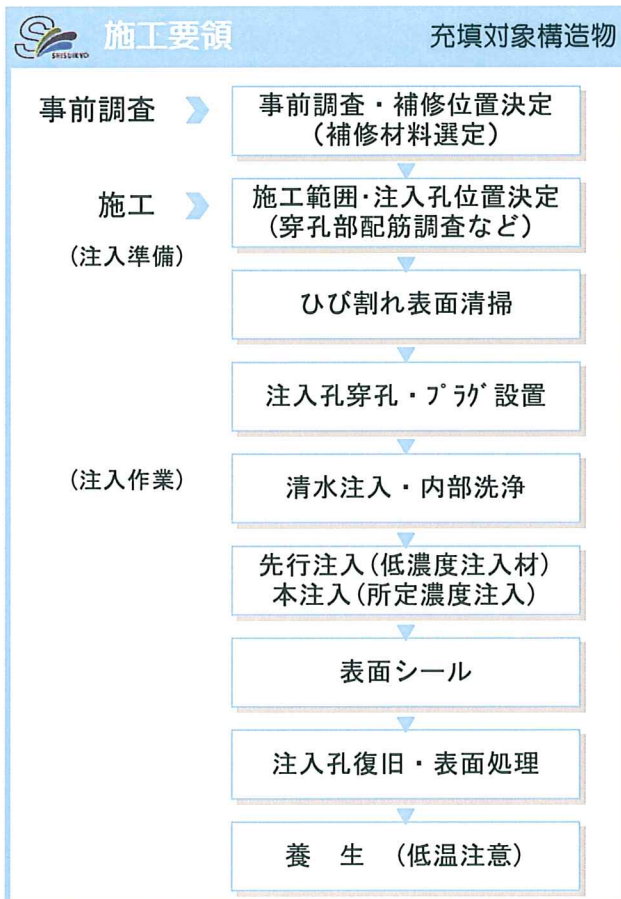 SHISUIKYO
施工要領 充填対象構造物
事前調査
事前調査・補修位置決定
(補修材料選定)
施工
(注入準備)
施工範囲・注入孔位置決定
(穿孔部配筋調査など)
ひび割れ表面清掃
注入孔穿孔・プラグ設置
(注入作業)
清水注入・内部洗浄
先行注入(低濃度注入材)
本注入(所定濃度注入)
表面シール
注入孔復旧・表面処理
養 生 (低温注意)